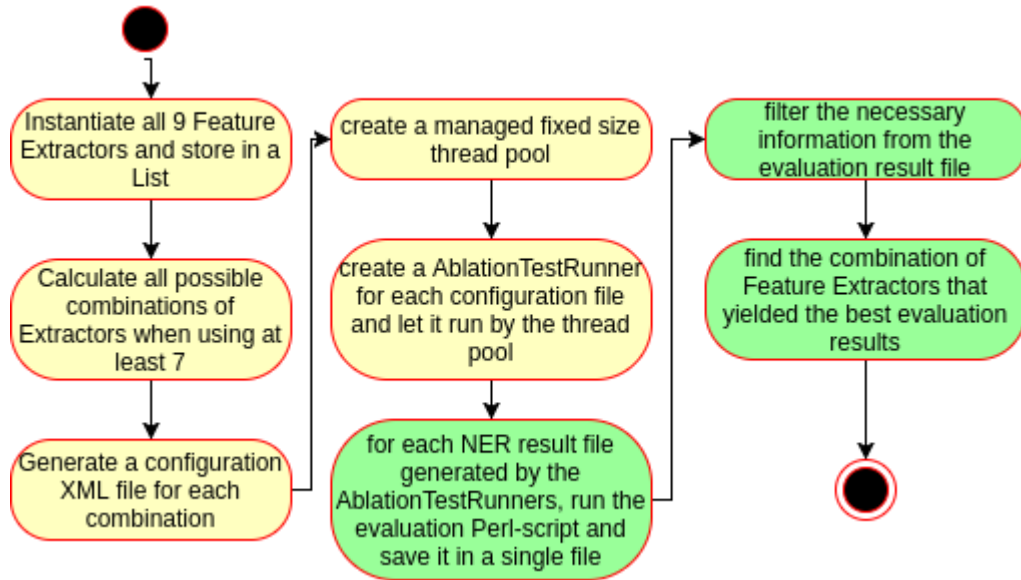 Instantiate all 9 Feature
Extractors and store in a
List
Calculate all possible
combinations of
Extractors when using at
least 7
Generate a configuration
XML file for each
combination
create a managed fixed size
thread pool
create a AblationTestRunner
for each configuration file
and let it run by the thread
pool
for each NER result file
generated by the
AblationTestRunners, run the
evaluation Perl-script and
save it in a single file
filter the necessary
information from the
evaluation result file
find the combination of
Feature Extractors that
yielded the best evaluation
results